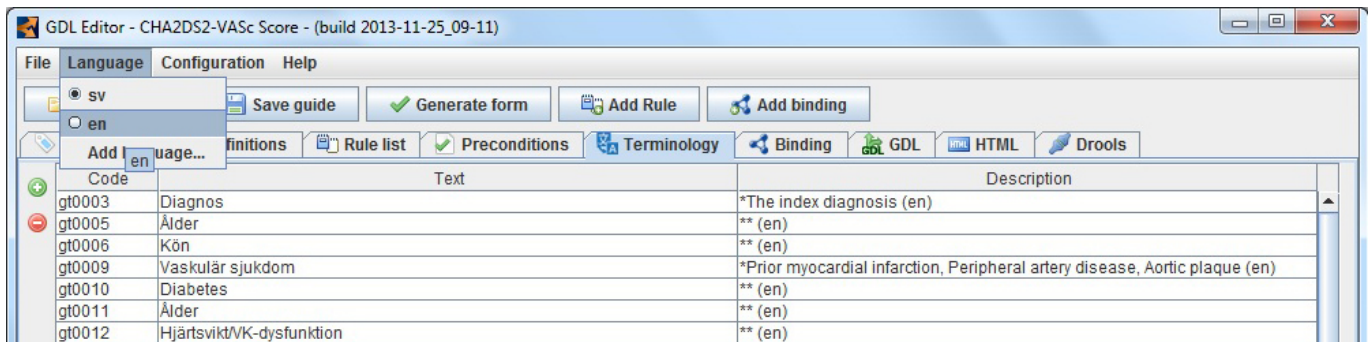 GDL Editor - CHA2DS2-VASc Score - (build 2013-11-25_09-11)
File Language Configuration Help
sv
Save guide Generate form Add Rule Add binding
en
finitions Rule list Preconditions Terminology Binding GDL HTML Drools
Add uage...
en
Code Text Description
gt0003 Diagnos *The index diagnosis (en)
gt0005 Ålder ** (en)
gt0006 Kön ** (en)
gt0009 Vaskulär sjukdom *Prior myocardial infarction, Peripheral artery disease, Aortic plaque (en)
gt0010 Diabetes ** (en)
gt0011 Ålder ** (en)
gt0012 Hjärtsvikt/VK-dysfunktion ** (en)